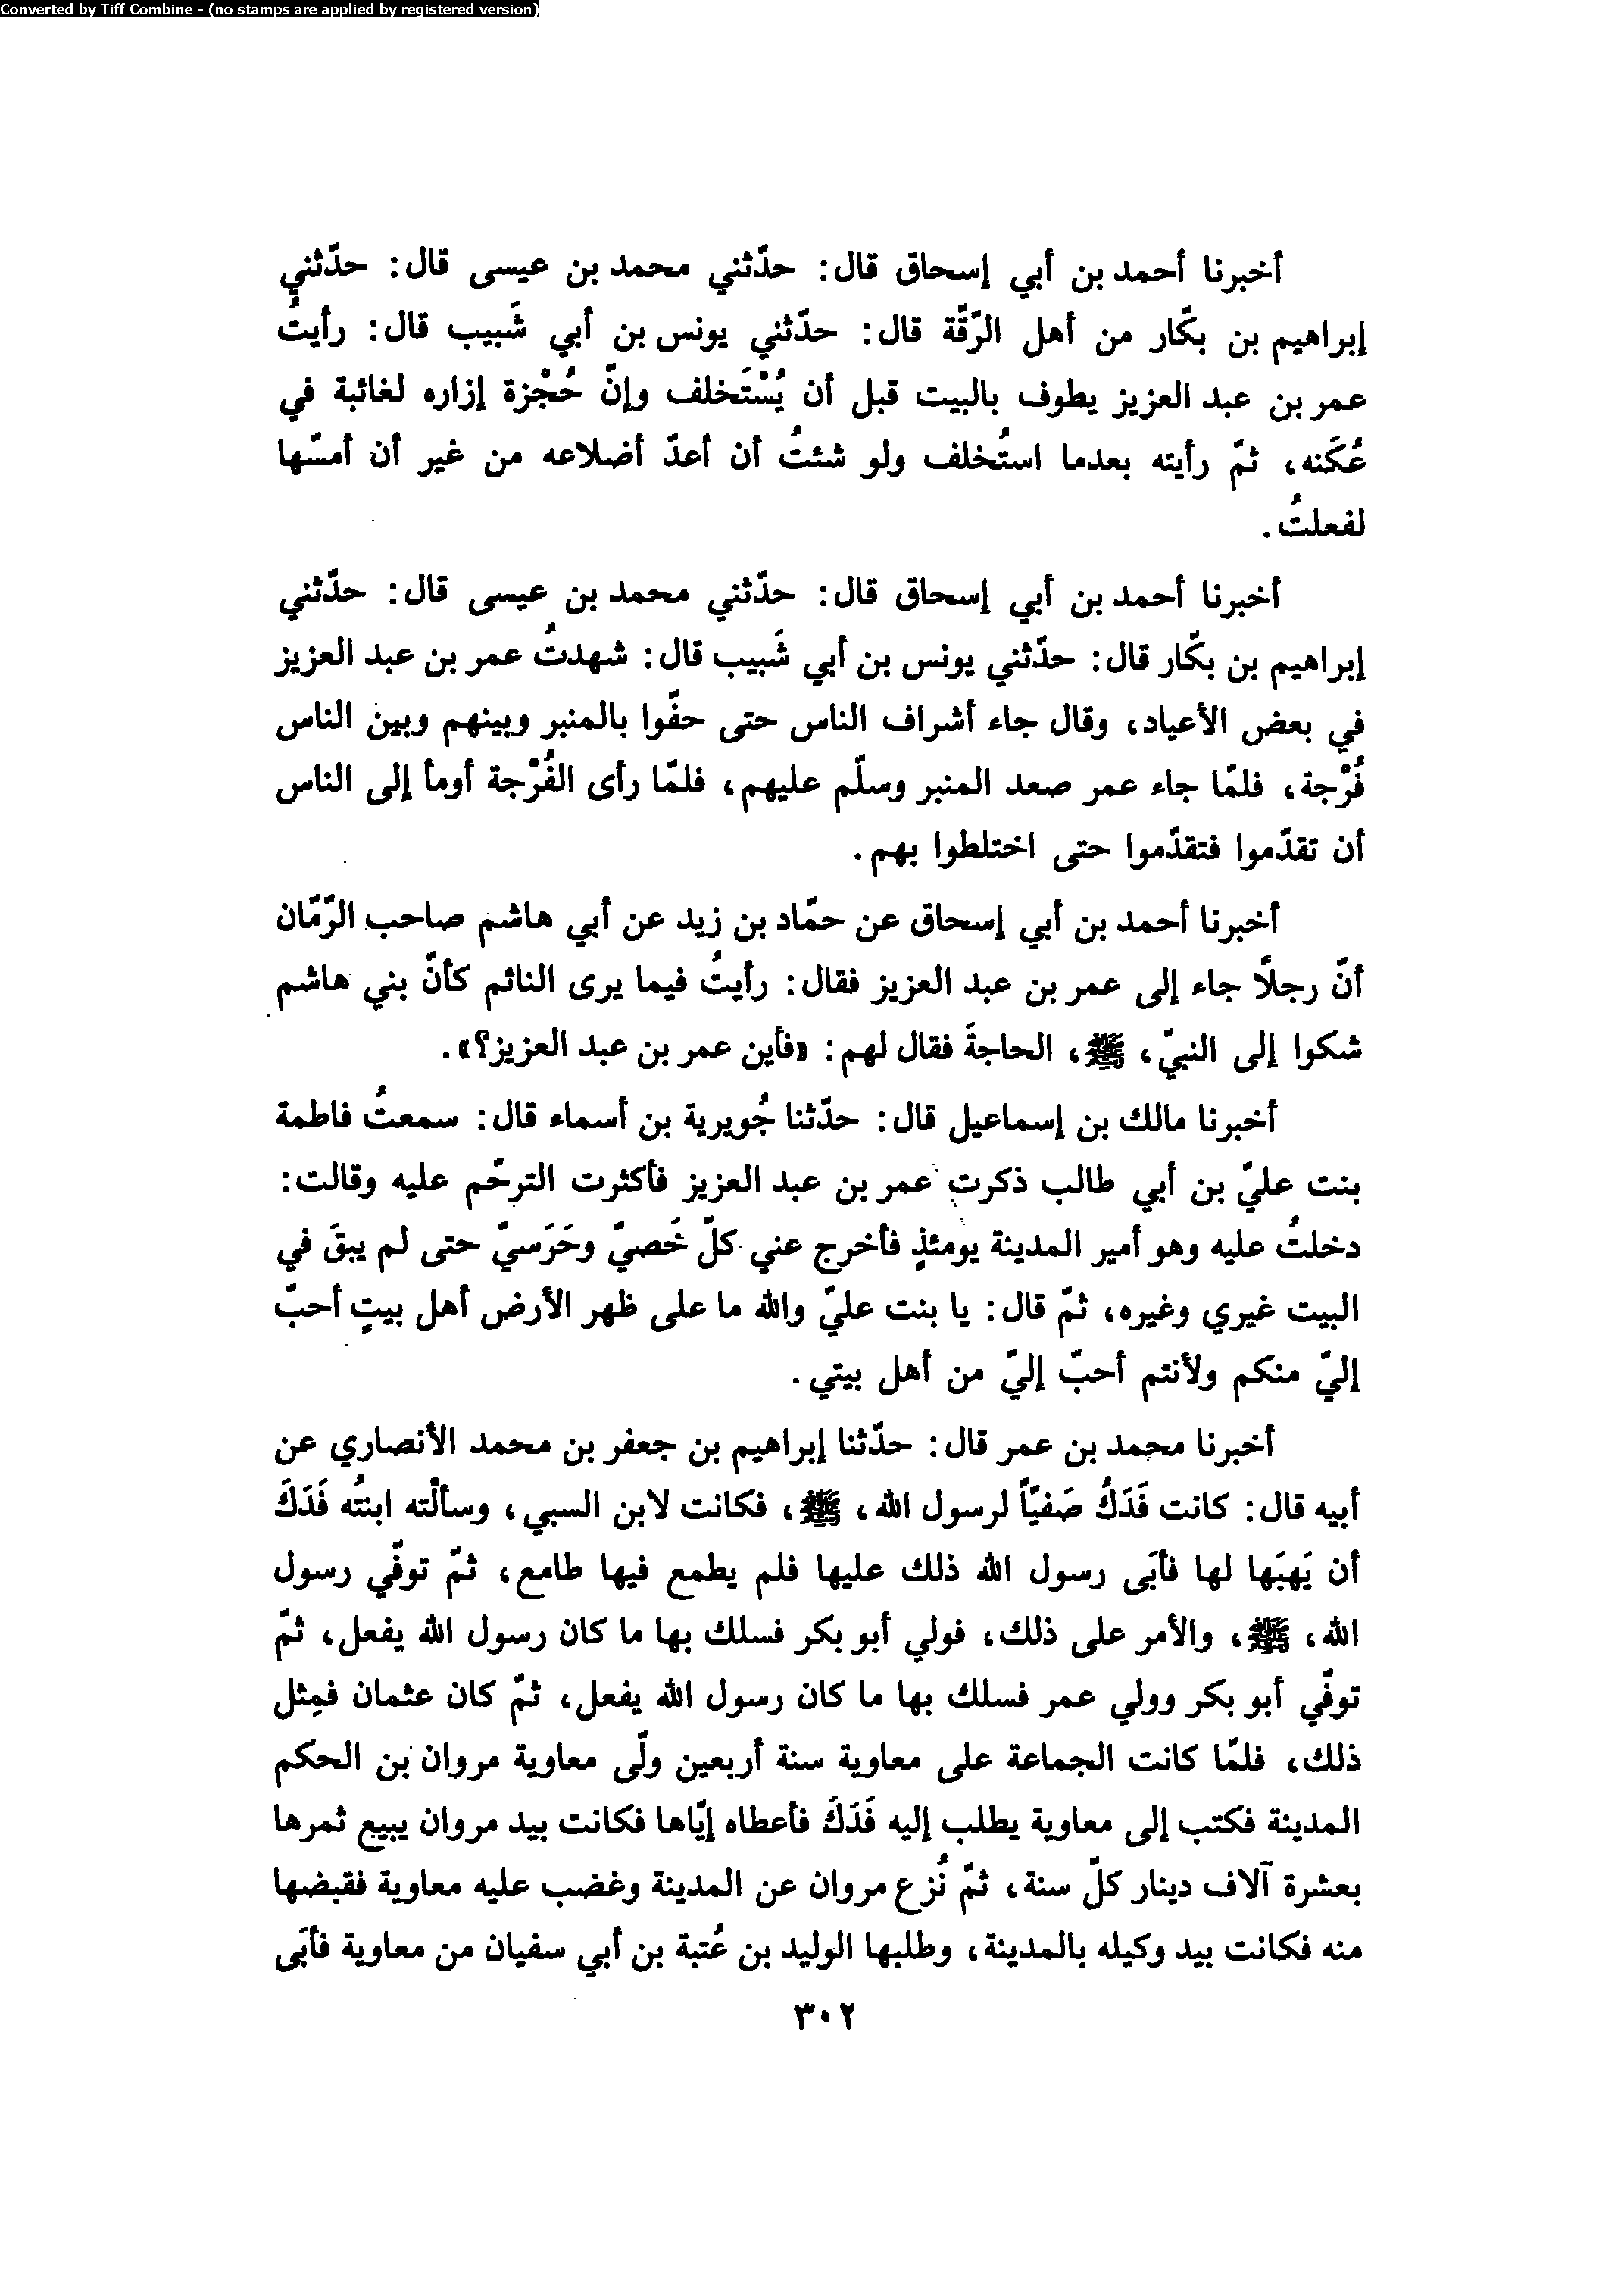 Converted by Tiff Combine - (no stamps are applied by registered version)
أخبرنا أحمد بن أبي إسحاق قال: حدّثني محمد بن عيسى قال: حدّثني
إبراهيم بن بكّار من أهل الرّقّة قال: حدّثني يونس بن أبي شَبيب قال: رأيتُ
عمر بن عبد العزيز يطوف بالبيت قبل أن يُسْتَخلف وإنّ حُجْزة إزاره لغائبة في
عُكَنه، ثمّ رأيته بعدما استُخلف ولو شئتُ أن أعدّ أضلاعه من غير أن أمسّها
لفعلتُ.
أخبرنا أحمد بن أبي إسحاق قال: حدّثني محمد بن عيسى قال: حدّثني
إبراهيم بن بكّار قال: حدّثني يونس بن أبي شَبيب قال: شهدتُ عمر بن عبد العزيز
في بعض الأعياد، وقال جاء أشراف الناس حتى حفّوا بالمنبر وبينهم وبين الناس
فُرْجة، فلمّا جاء عمر صعد المنبر وسلّم عليهم، فلمّا رأى الفُرْجة أومأ إلى الناس
أن تقدّموا فتقدّموا حتى اختلطوا بهم.
أخبرنا أحمد بن أبي إسحاق عن حمّاد بن زيد عن أبي هاشم صاحب الرّمّان
أنّ رجلاً جاء إلى عمر بن عبد العزيز فقال: رأيتُ فيما يرى النائم كأنّ بني هاشم
شكوا إلى النبيّ، ﷺ، الحاجةَ فقال لهم: «فأين عمر بن عبد العزيز؟».
أخبرنا مالك بن إسماعيل قال: حدّثنا جُويرية بن أسماء قال: سمعتُ فاطمة
بنت عليّ بن أبي طالب ذكرت عمر بن عبد العزيز فأكثرت الترحّم عليه وقالت:
دخلتُ عليه وهو أمير المدينة يومئذٍ فأخرج عني كلّ خَصيّ وحَرَسيّ حتى لم يبقَ في
البيت غيري وغيره، ثمّ قال: يا بنت عليّ والله ما على ظهر الأرض أهل بيتٍ أحبّ
إليّ منكم ولأنتم أحبّ إليّ من أهل بيتي.
أخبرنا محمد بن عمر قال: حدّثنا إبراهيم بن جعفر بن محمد الأنصاري عن
أبيه قال: كانت فَدَكُ صَفيّاً لرسول الله، ﷺ، فكانت لابن السبي، وسألْته ابنتُه فَدَكَ
أن يَهبَها لها فأبَى رسول الله ذلك عليها فلم يطمع فيها طامع، ثمّ توفّي رسول
الله، ﷺ، والأمر على ذلك، فولي أبو بكر فسلك بها ما كان رسول الله يفعل، ثمّ
توفّي أبو بكر وولي عمر فسلك بها ما كان رسول الله يفعل، ثمّ كان عثمان فمِثل
ذلك، فلمّا كانت الجماعة على معاوية سنة أربعين ولّى معاوية مروان بن الحكم
المدينة فكتب إلى معاوية يطلب إليه فَدَكَ فأعطاه إيّاها فكانت بيد مروان يبيع ثمرها
بعشرة آلاف دينار كلّ سنة، ثمّ نُزع مروان عن المدينة وغضب عليه معاوية فقبضها
منه فكانت بيد وكيله بالمدينة، وطلبها الوليد بن عُتبة بن أبي سفيان من معاوية فأبَى
٣٠٢